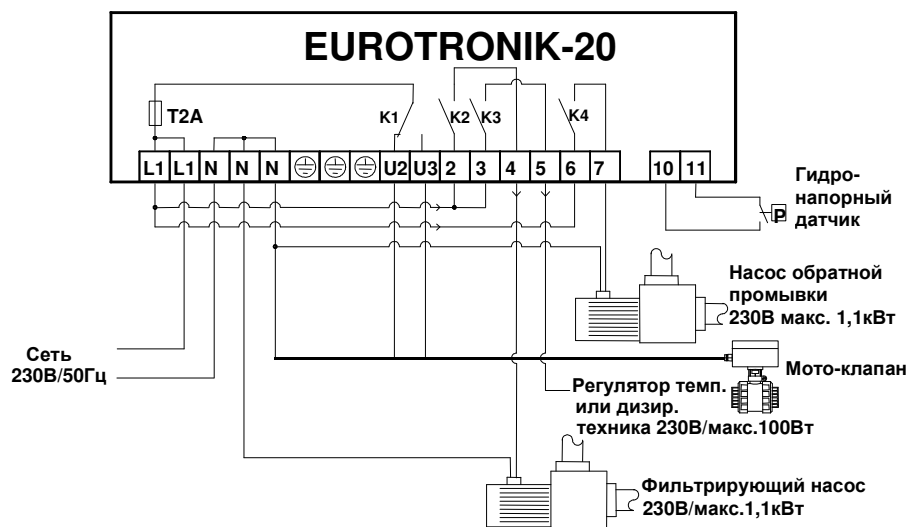 EUROTRONIK-20
T2A
K1
K2
K3
K4
L1 L1 N N N U2 U3 2 3 4 5 6 7 10 11
P
Гидро-
напорный
датчик
Насос обратной
промывки
230В макс. 1,1кВт
Сеть
230В/50Гц
Мото-клапан
Регулятор темп.
или дизир.
техника 230В/макс.100Вт
Фильтрирующий насос
230В/макс.1,1кВт